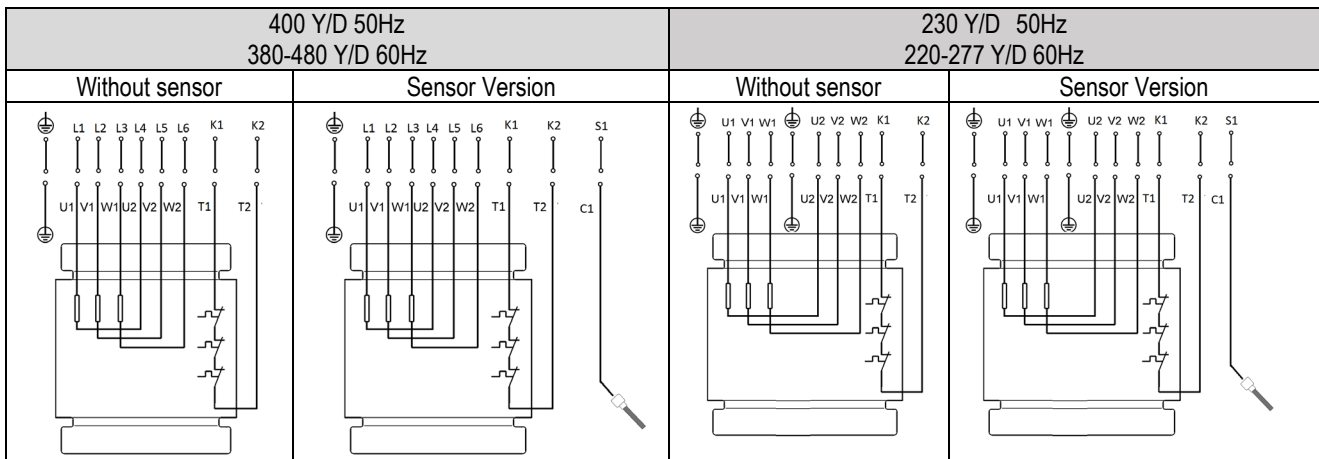 400 Y/D 50Hz
380-480 Y/D 60Hz
230 Y/D 50Hz
220-277 Y/D 60Hz
Without sensor
Sensor Version
Without sensor
Sensor Version
L1 L2 L3 L4 L5 L6 K1 K2
U1 V1 W1 U2 V2 W2 T1 T2
L1 L2 L3 L4 L5 L6 K1 K2 S1
U1 V1 W1 U2 V2 W2 T1 T2 C1
U1 V1 W1 U2 V2 W2 K1 K2
U1 V1 W1 U2 V2 W2 T1 T2
U1 V1 W1 U2 V2 W2 K1 K2 S1
U1 V1 W1 U2 V2 W2 T1 T2 C1